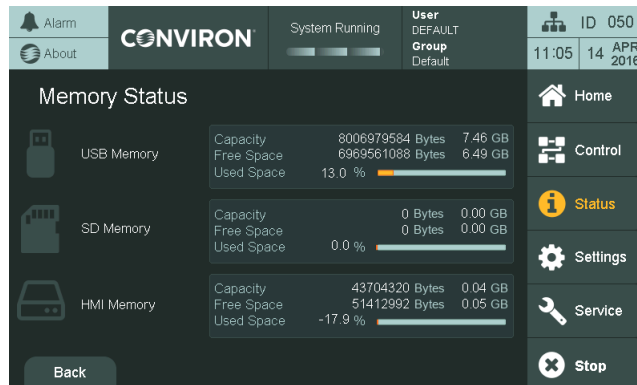 Alarm
About
CONVIRON
System Running
User
DEFAULT
Group
Default
ID 050
11:05
14 APR 2016
Memory Status
USB Memory
Capacity 8006979584 Bytes 7.46 GB
Free Space 6969561088 Bytes 6.49 GB
Used Space 13.0 %
SD Memory
Capacity 0 Bytes 0.00 GB
Free Space 0 Bytes 0.00 GB
Used Space 0.0 %
HMI Memory
Capacity 43704320 Bytes 0.04 GB
Free Space 51412992 Bytes 0.05 GB
Used Space -17.9 %
Back
Home
Control
Status
Settings
Service
Stop